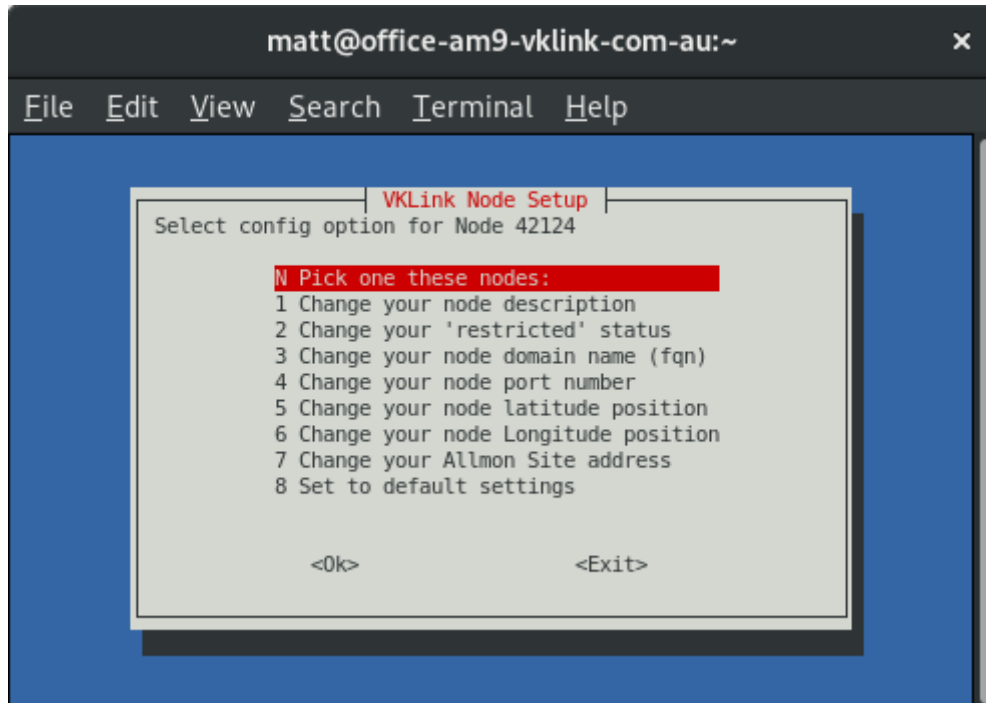 matt@office-am9-vklink-com-au:~ ×
File Edit View Search Terminal Help
VKLink Node Setup
Select config option for Node 42124
N Pick one these nodes:
1 Change your node description
2 Change your 'restricted' status
3 Change your node domain name (fqn)
4 Change your node port number
5 Change your node latitude position
6 Change your node Longitude position
7 Change your Allmon Site address
8 Set to default settings
<Ok> <Exit>